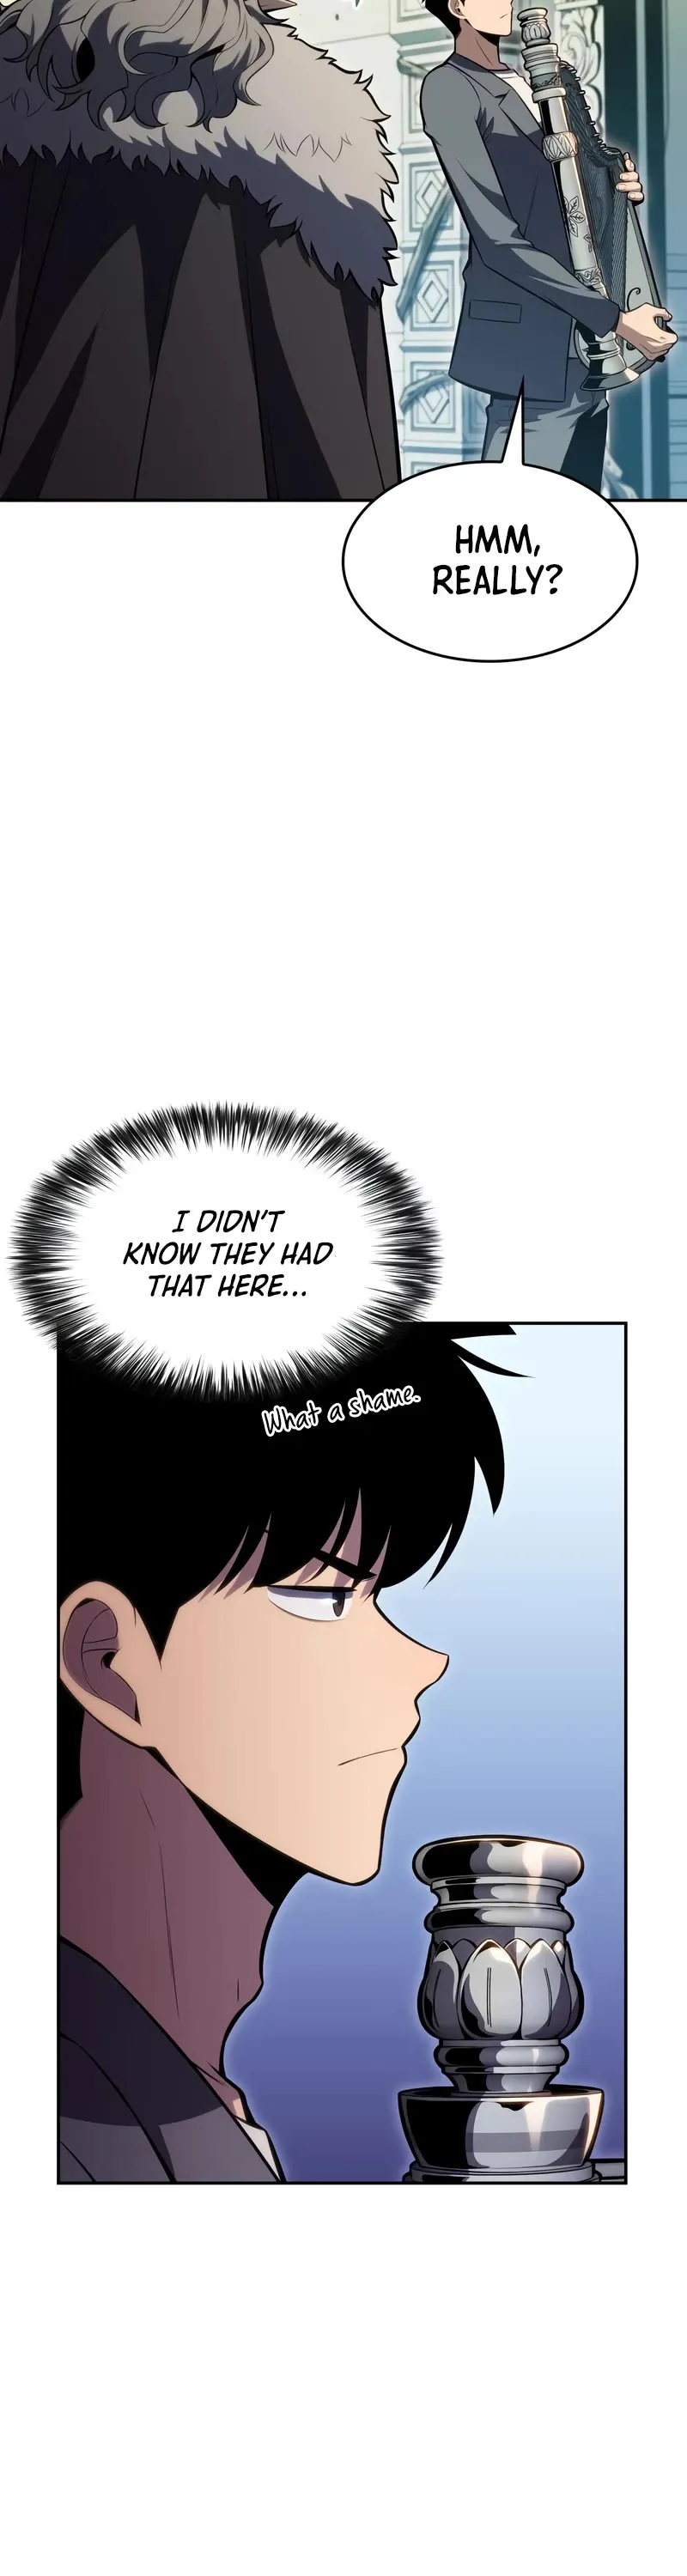 HMM,
REALLY?
I DIDN'T
KNOW THEY HAD
THAT HERE...
What a shame.